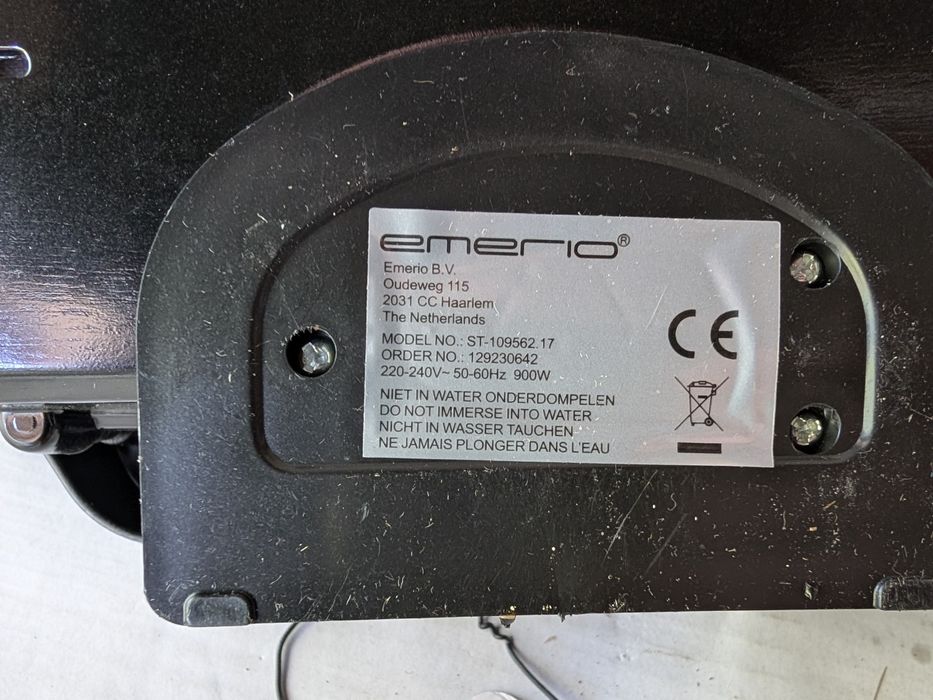 emerio®
Emerio B.V.
Oudeweg 115
2031 CC Haarlem
The Netherlands
MODEL NO.: ST-109562.17
ORDER NO.: 129230642
220-240V~ 50-60Hz 900W
NIET IN WATER ONDERDOMPELEN
DO NOT IMMERSE INTO WATER
NICHT IN WASSER TAUCHEN
NE JAMAIS PLONGER DANS L'EAU
CE